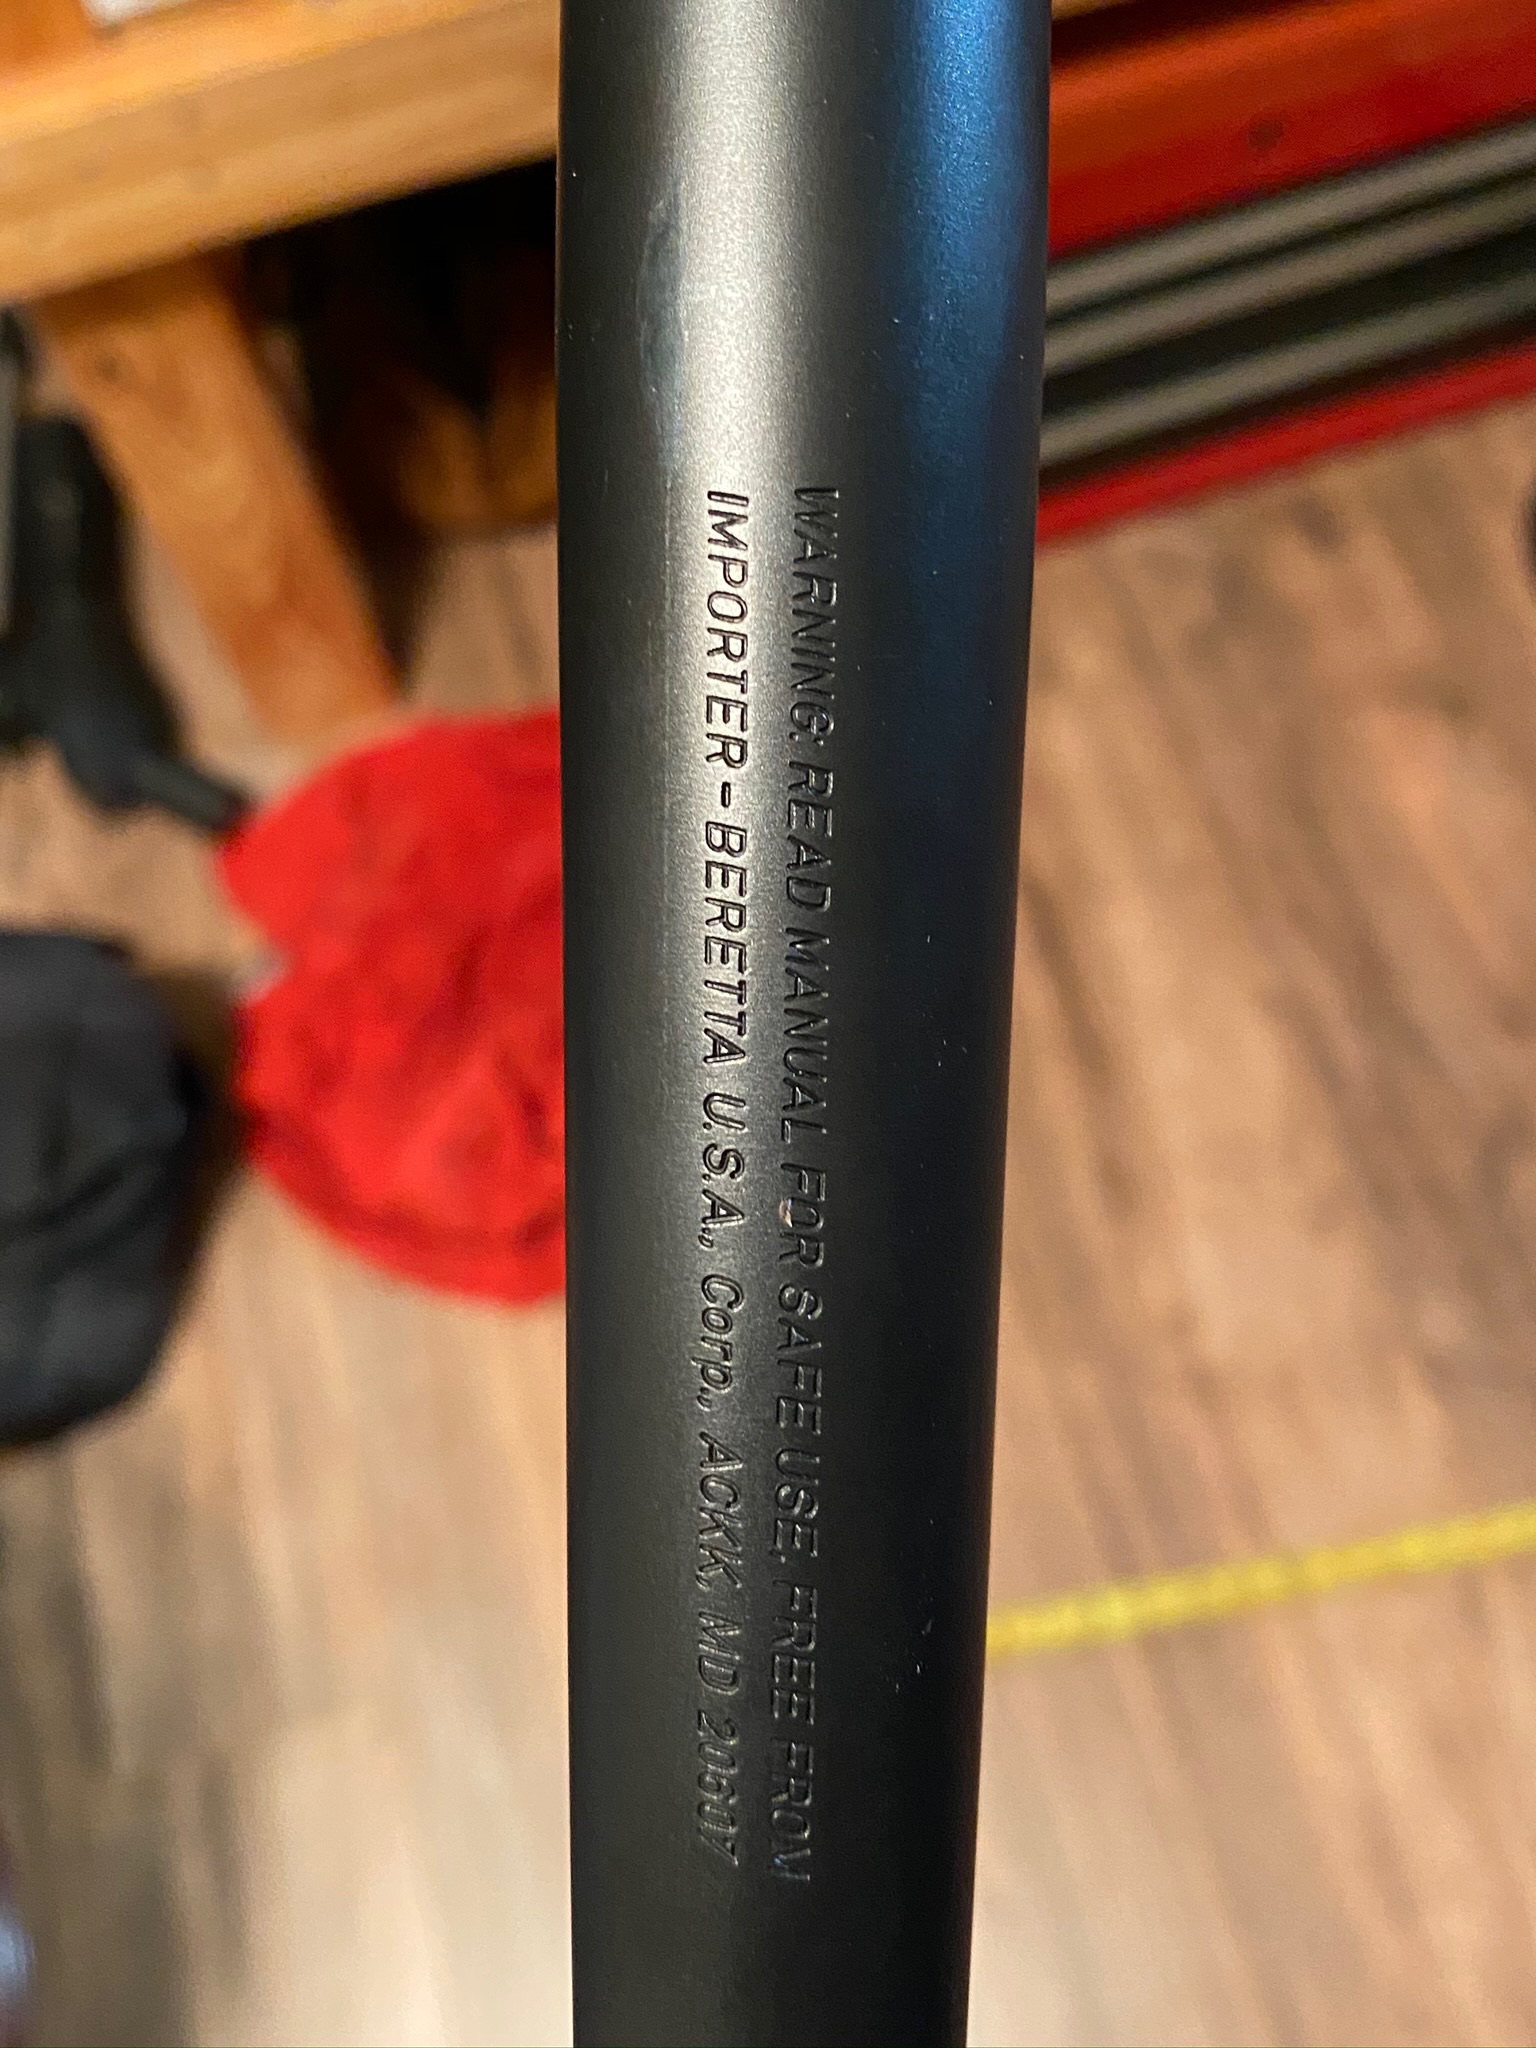 WARNING: READ MANUAL FOR SAFE USE, FREE FROM
IMPORTER - BERETTA U.S.A., Corp., ACKK, MD 20607